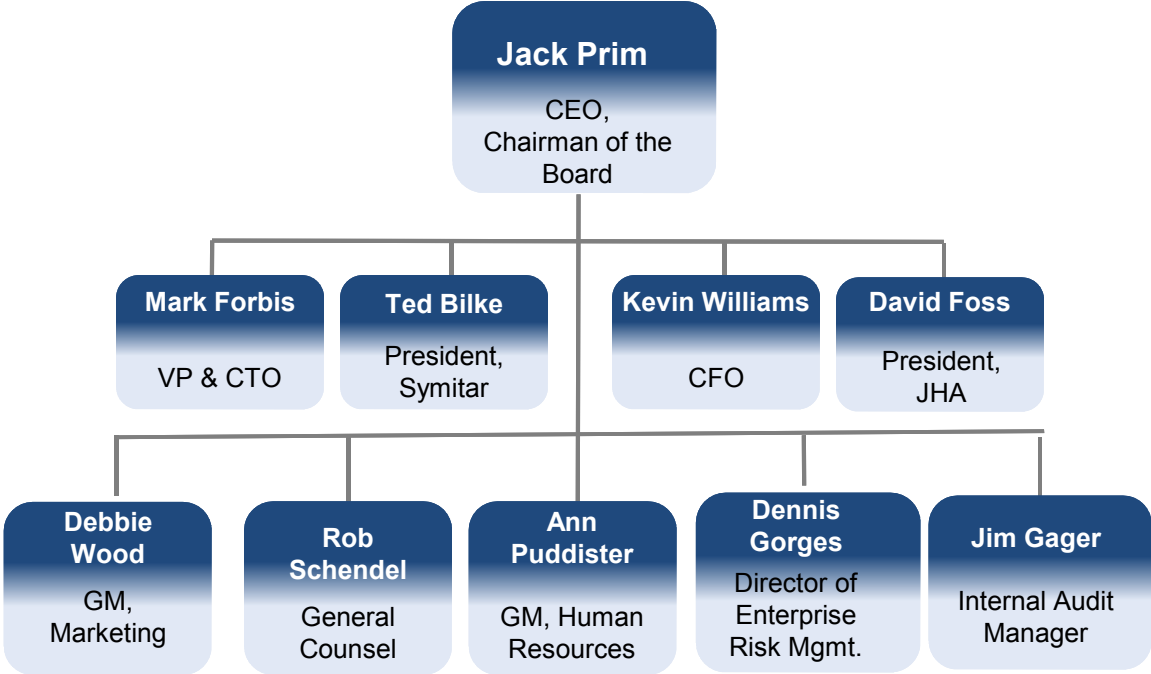 Jack Prim
CEO,
Chairman of the
Board
Mark Forbis
VP & CTO
Ted Bilke
President,
Symitar
Kevin Williams
CFO
David Foss
President,
JHA
Debbie
Wood
GM,
Marketing
Rob
Schendel
General
Counsel
Ann
Puddister
GM, Human
Resources
Dennis
Gorges
Director of
Enterprise
Risk Mgmt.
Jim Gager
Internal Audit
Manager